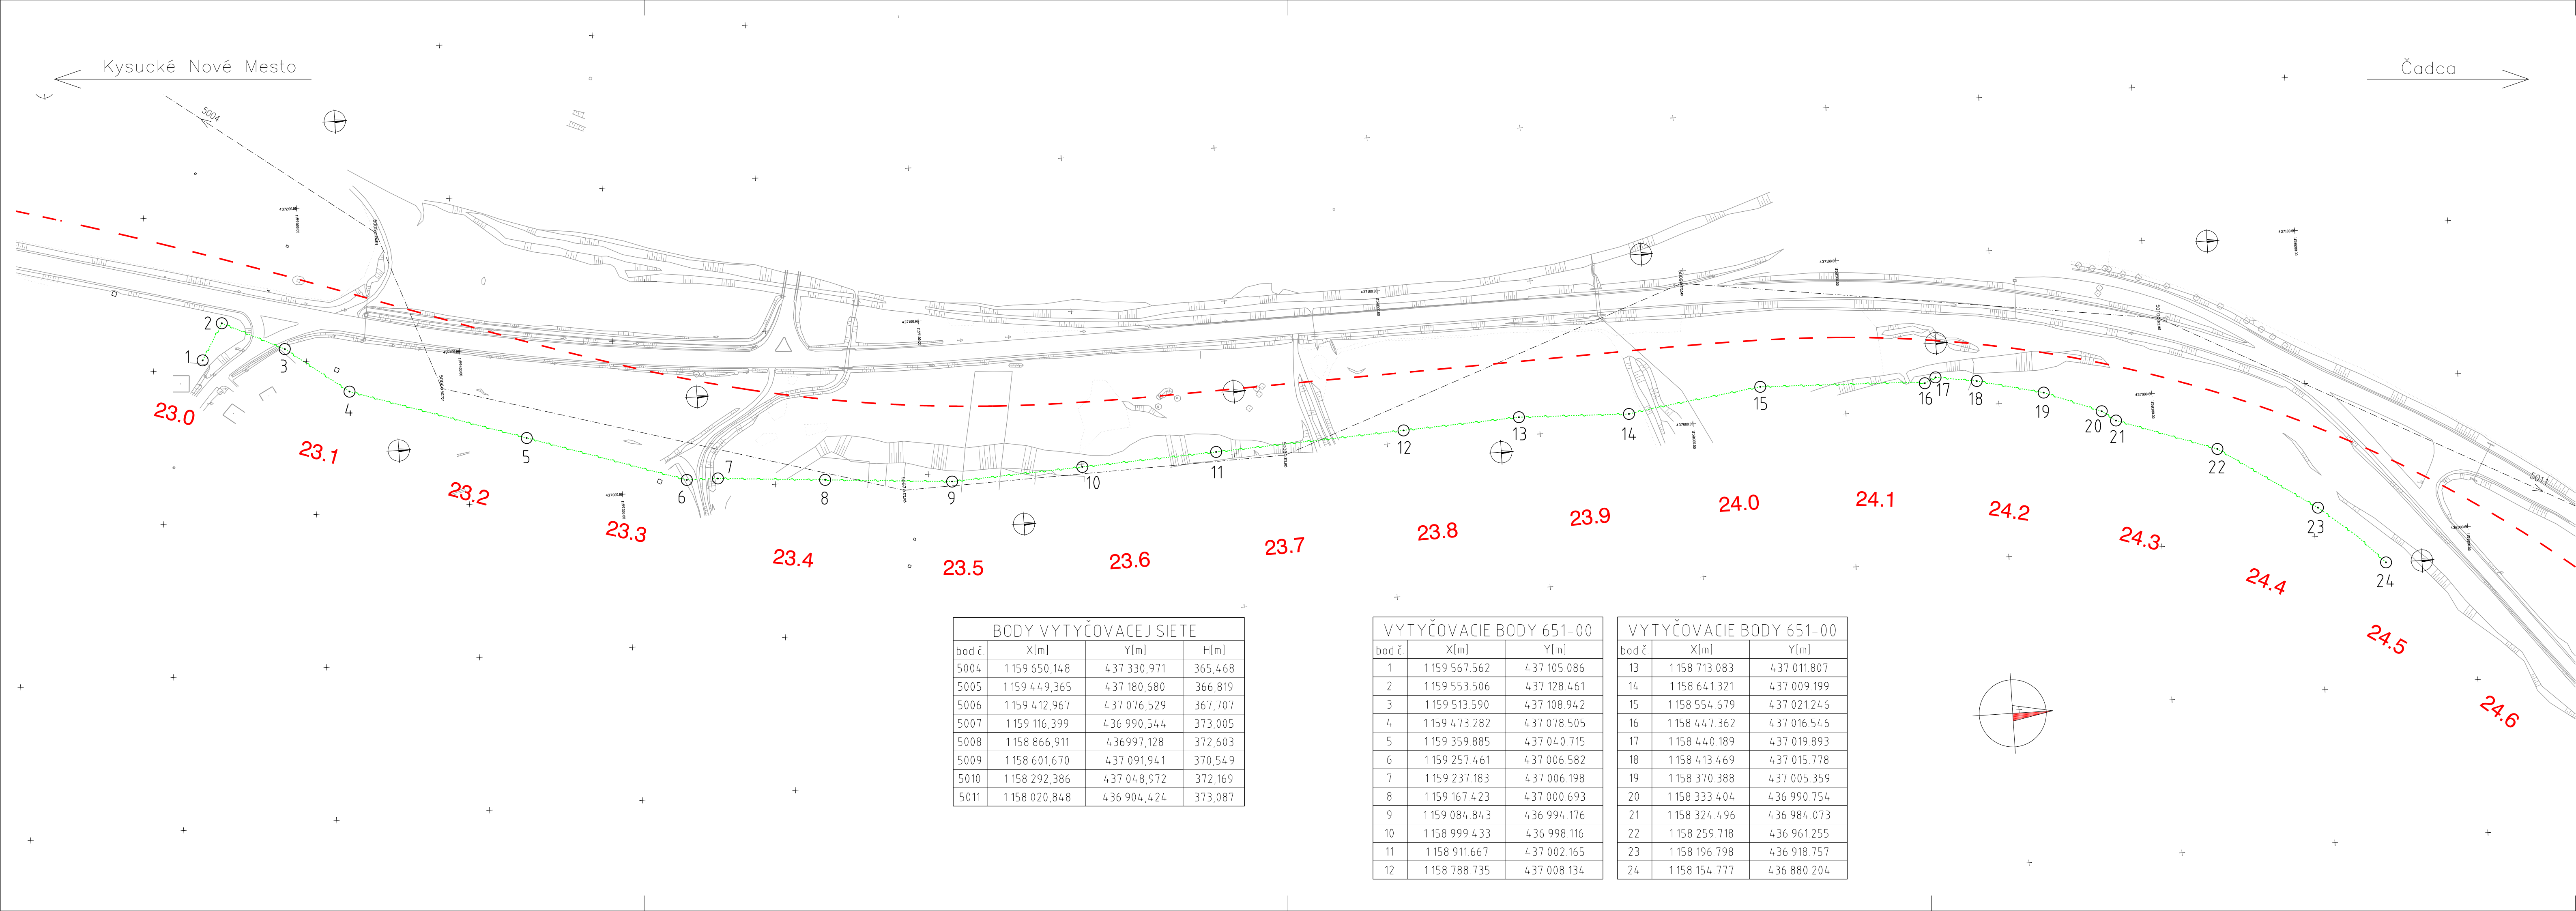 Kysucké Nové Mesto
Čadca
5004
5011
1
2
3
4
5
6
7
8
9
10
11
12
13
14
15
16
17
18
19
20
21
22
23
24
23.0
23.1
23.2
23.3
23.4
23.5
23.6
23.7
23.8
23.9
24.0
24.1
24.2
24.3
24.4
24.5
24.6
BODY VYTYČOVACEJ SIETE
bod č. X[m] Y[m] H[m]
5004 1 159 650,148 437 330,971 365,468
5005 1 159 449,365 437 180,680 366,819
5006 1 159 412,967 437 076,529 367,707
5007 1 159 116,399 436 990,544 373,005
5008 1 158 866,911 436997,128 372,603
5009 1 158 601,670 437 091,941 370,549
5010 1 158 292,386 437 048,972 372,169
5011 1 158 020,848 436 904,424 373,087
VYTYČOVACIE BODY 651-00
bod č. X[m] Y[m]
1 1 159 567.562 437 105.086
2 1 159 553.506 437 128.461
3 1 159 513.590 437 108.942
4 1 159 473.282 437 078.505
5 1 159 359.885 437 040.715
6 1 159 257.461 437 006.582
7 1 159 237.183 437 006.198
8 1 159 167.423 437 000.693
9 1 159 084.843 436 994.176
10 1 158 999.433 436 998.116
11 1 158 911.667 437 002.165
12 1 158 788.735 437 008.134
VYTYČOVACIE BODY 651-00
bod č. X[m] Y[m]
13 1 158 713.083 437 011.807
14 1 158 641.321 437 009.199
15 1 158 554.679 437 021.246
16 1 158 447.362 437 016.546
17 1 158 440.189 437 019.893
18 1 158 413.469 437 015.778
19 1 158 370.388 437 005.359
20 1 158 333.404 436 990.754
21 1 158 324.496 436 984.073
22 1 158 259.718 436 961.255
23 1 158 196.798 436 918.757
24 1 158 154.777 436 880.204